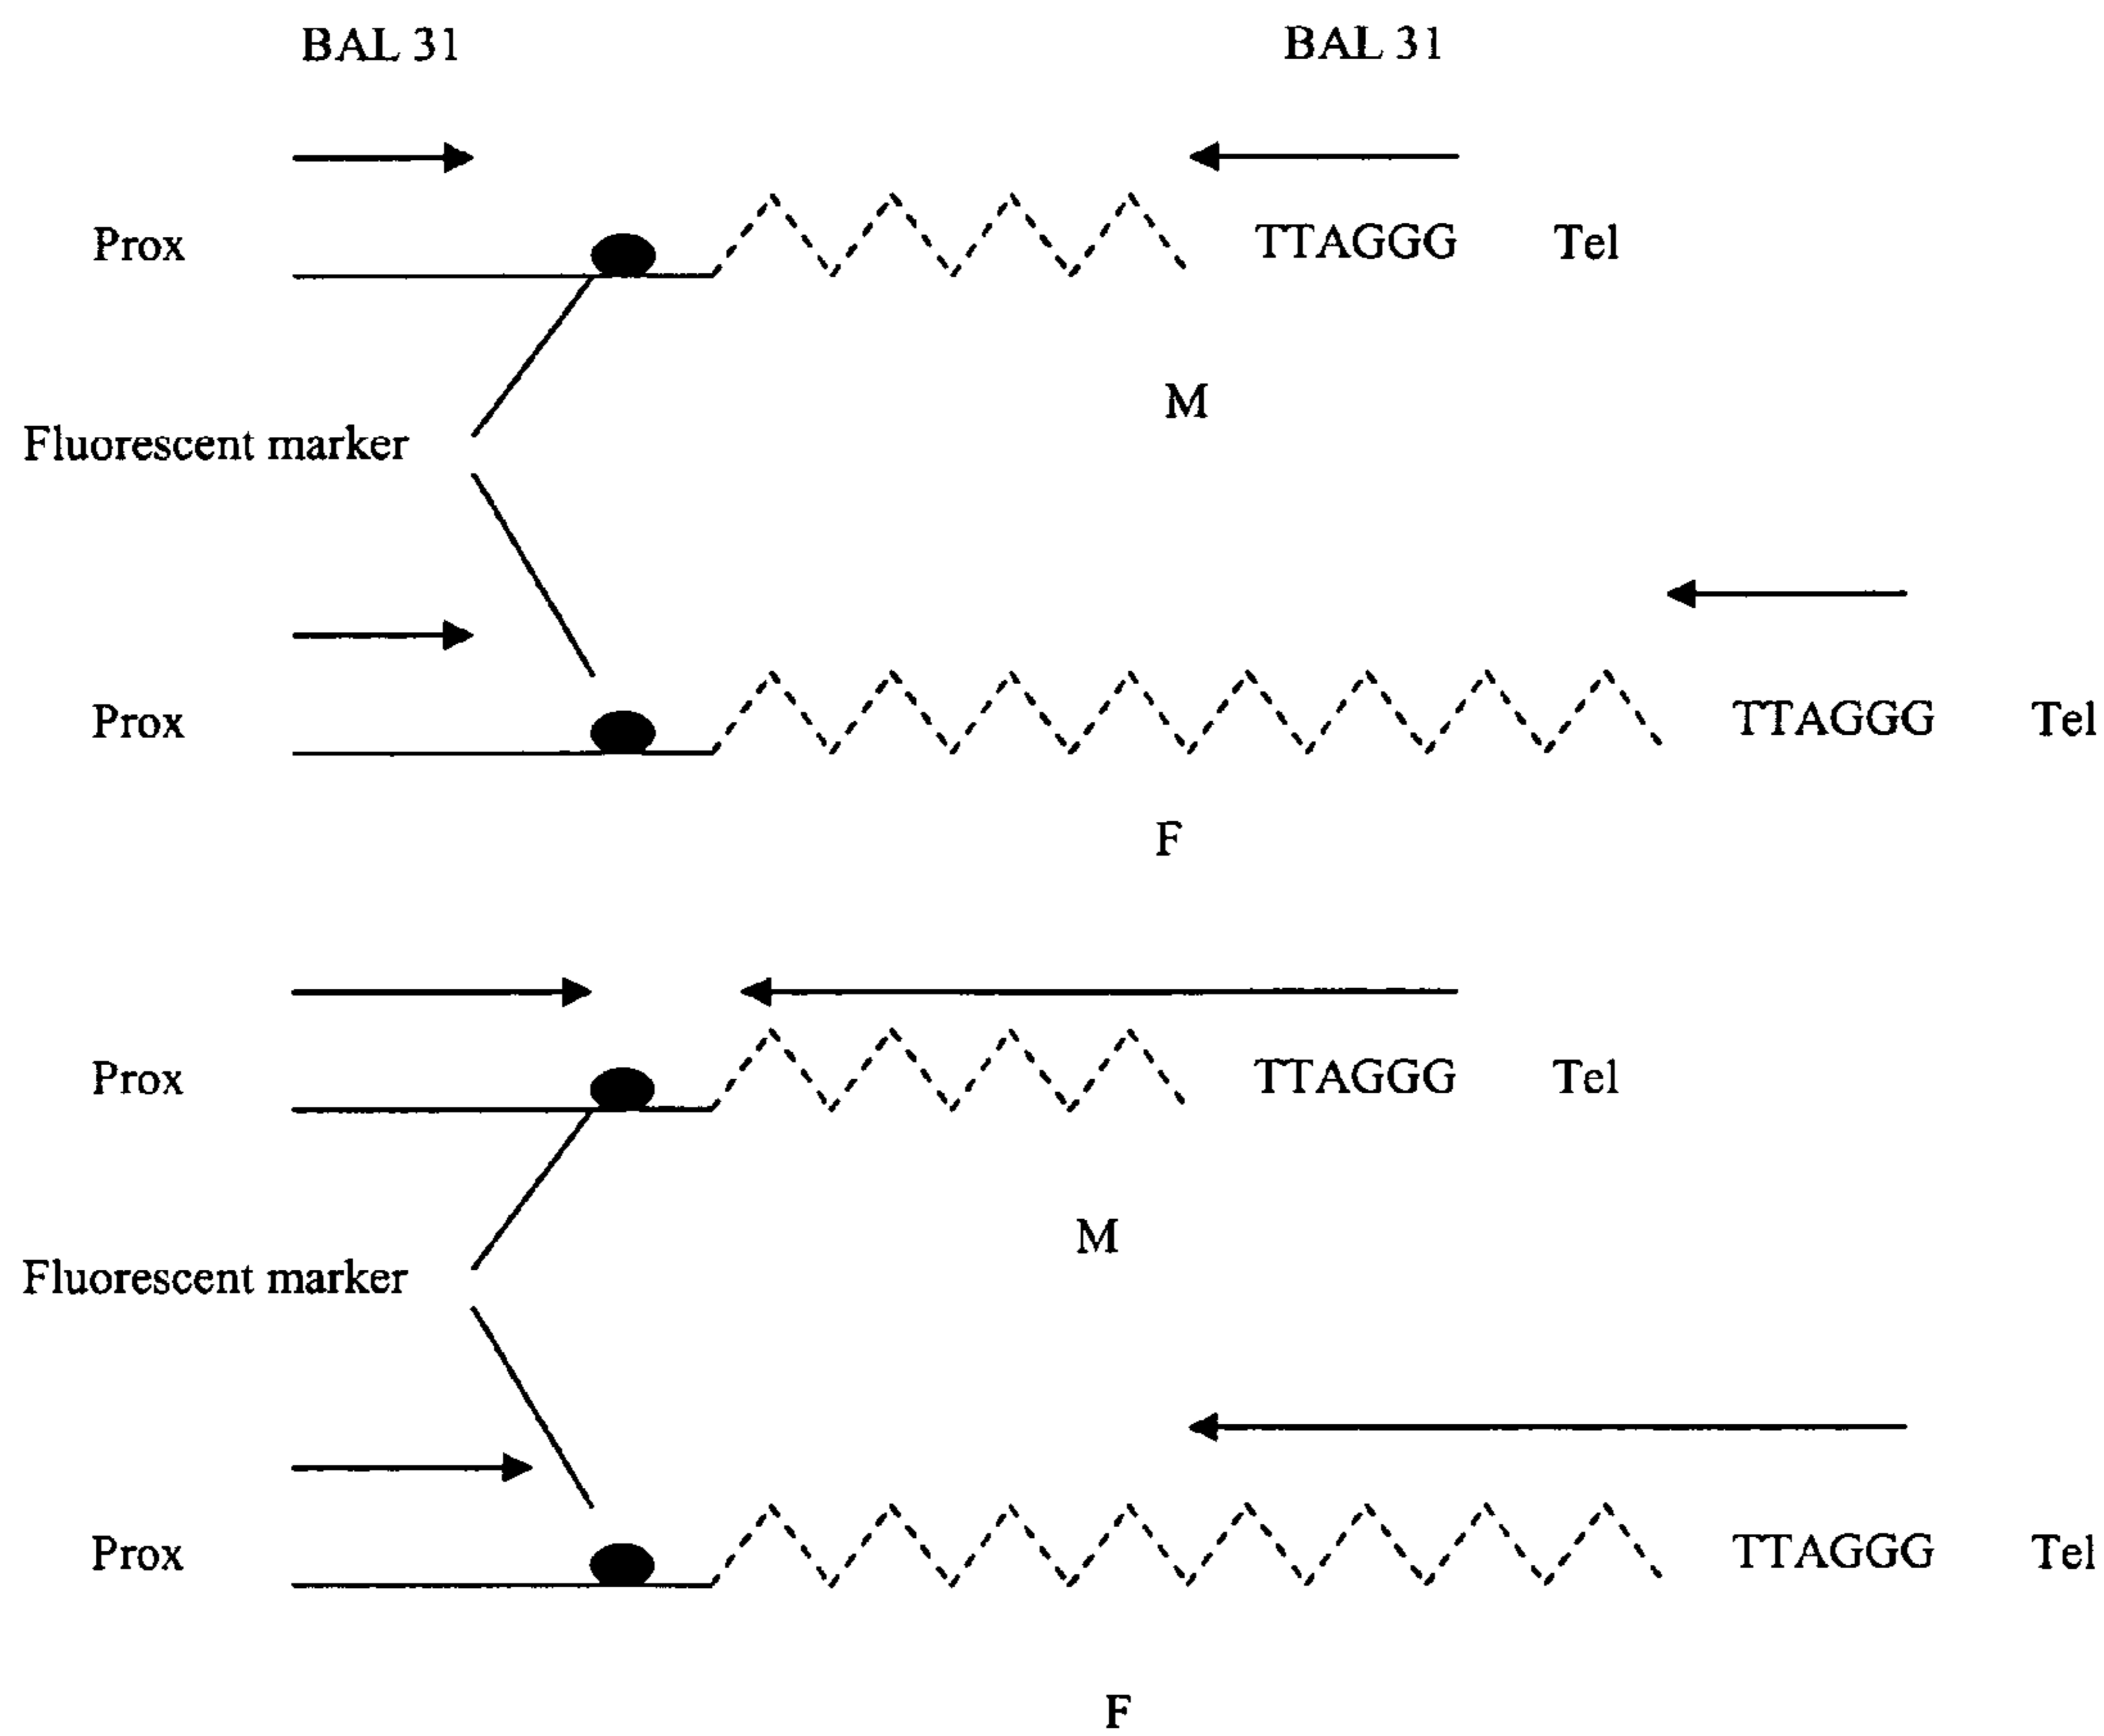 BAL 31 BAL 31
Prox TTAGGG Tel
M
Fluorescent marker
Prox TTAGGG Tel
F
Prox TTAGGG Tel
M
Fluorescent marker
Prox TTAGGG Tel
F